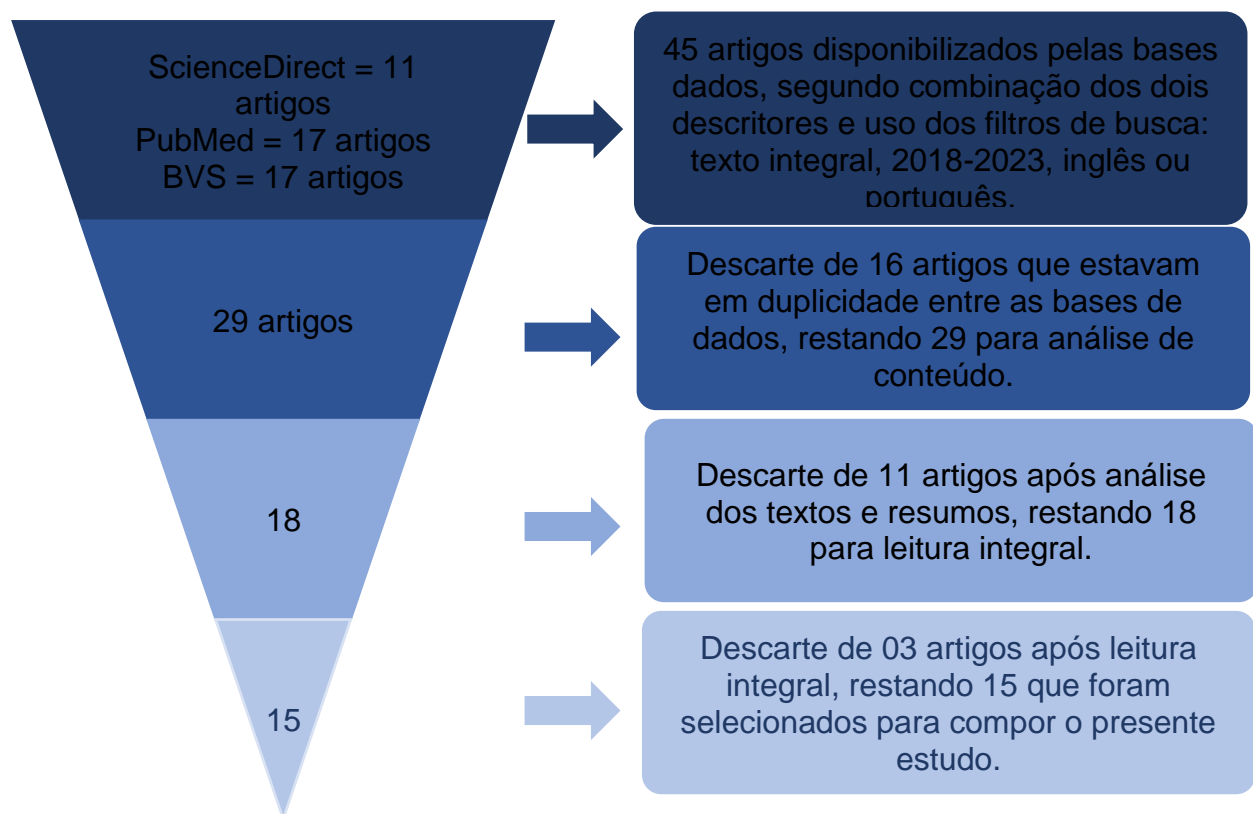 ScienceDirect = 11
artigos
PubMed = 17 artigos
BVS = 17 artigos
45 artigos disponibilizados pelas bases
dados, segundo combinação dos dois
descritores e uso dos filtros de busca:
texto integral, 2018-2023, inglês ou
português.
29 artigos
Descarte de 16 artigos que estavam
em duplicidade entre as bases de
dados, restando 29 para análise de
conteúdo.
18
Descarte de 11 artigos após análise
dos textos e resumos, restando 18
para leitura integral.
15
Descarte de 03 artigos após leitura
integral, restando 15 que foram
selecionados para compor o presente
estudo.